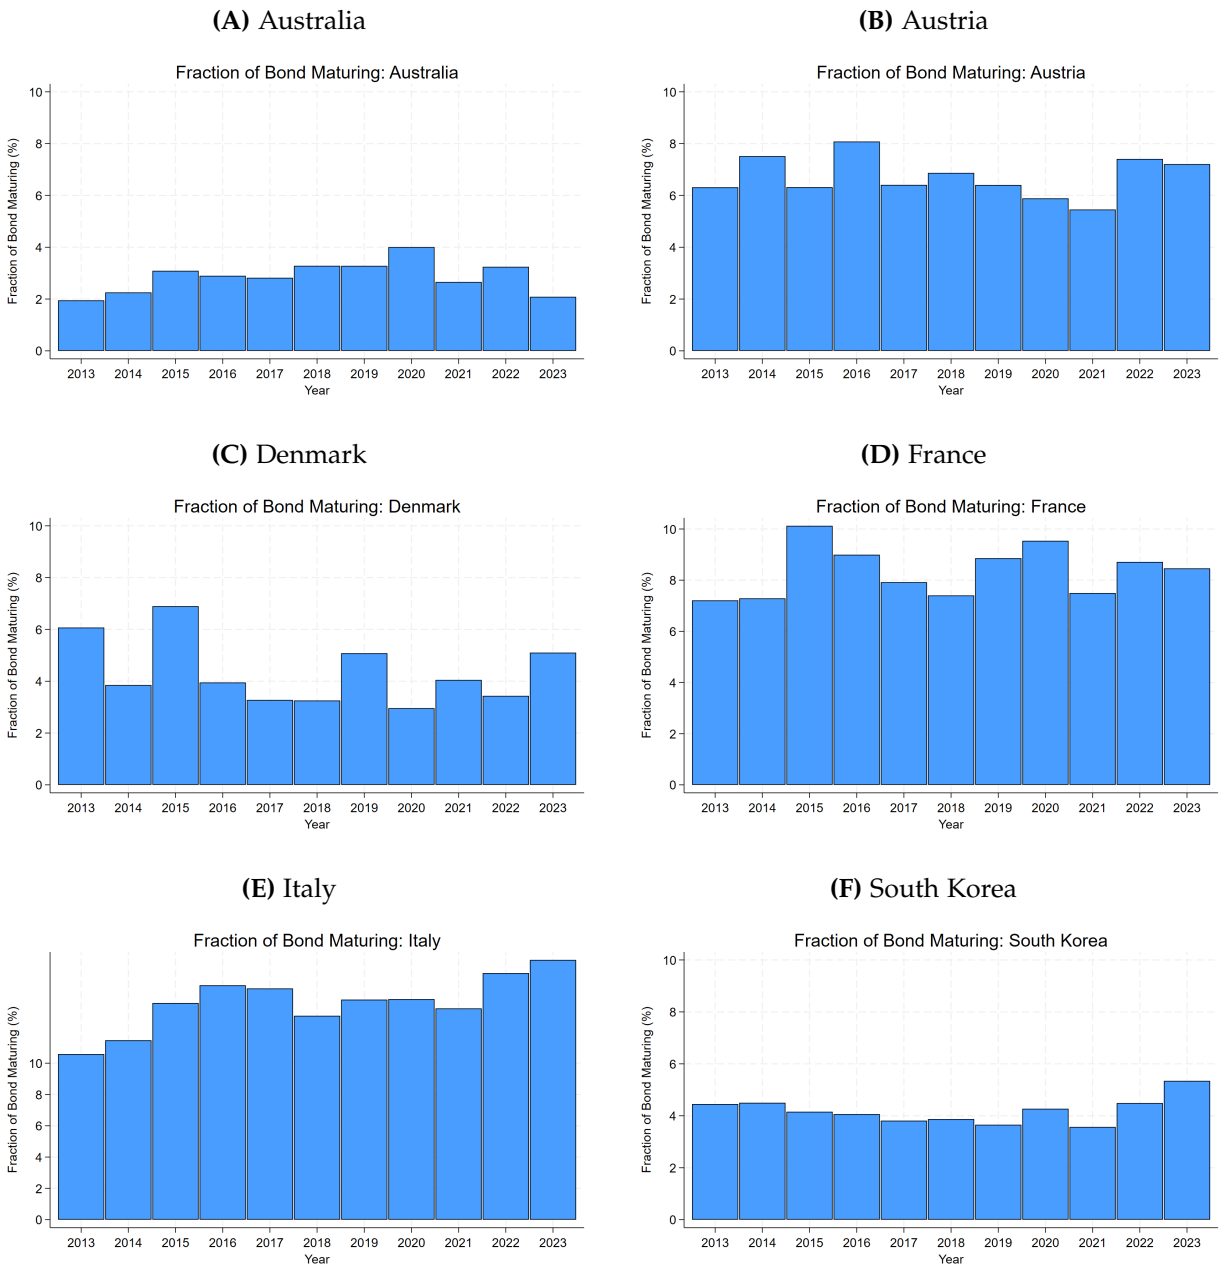 (A) Australia
Fraction of Bond Maturing: Australia
Fraction of Bond Maturing (%)
10
8
6
4
2
0
2013 2014 2015 2016 2017 2018 2019 2020 2021 2022 2023
Year
(B) Austria
Fraction of Bond Maturing: Austria
Fraction of Bond Maturing (%)
10
8
6
4
2
0
2013 2014 2015 2016 2017 2018 2019 2020 2021 2022 2023
Year
(C) Denmark
Fraction of Bond Maturing: Denmark
Fraction of Bond Maturing (%)
10
8
6
4
2
0
2013 2014 2015 2016 2017 2018 2019 2020 2021 2022 2023
Year
(D) France
Fraction of Bond Maturing: France
Fraction of Bond Maturing (%)
10
8
6
4
2
0
2013 2014 2015 2016 2017 2018 2019 2020 2021 2022 2023
Year
(E) Italy
Fraction of Bond Maturing: Italy
Fraction of Bond Maturing (%)
10
8
6
4
2
0
2013 2014 2015 2016 2017 2018 2019 2020 2021 2022 2023
Year
(F) South Korea
Fraction of Bond Maturing: South Korea
Fraction of Bond Maturing (%)
10
8
6
4
2
0
2013 2014 2015 2016 2017 2018 2019 2020 2021 2022 2023
Year